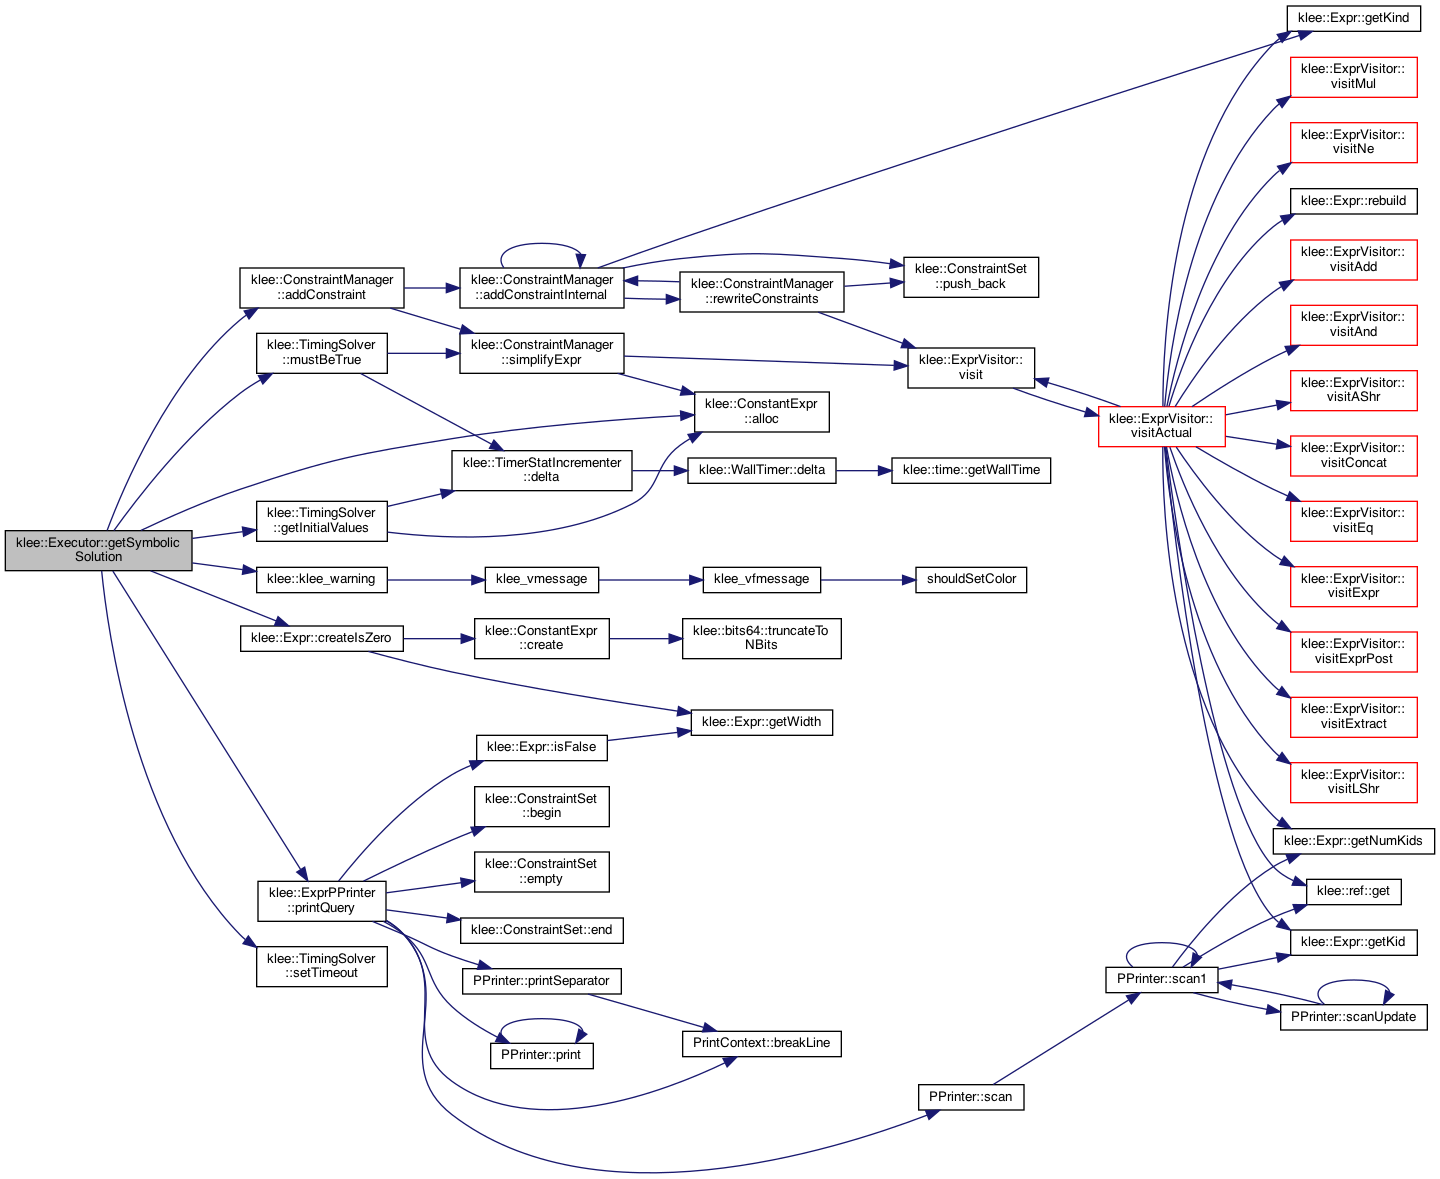 klee::Executor::getSymbolic
Solution
klee::ConstraintManager
::addConstraint
klee::TimingSolver
::mustBeTrue
klee::TimingSolver
::getInitialValues
klee::klee_warning
klee::Expr::createIsZero
klee::ExprPPrinter
::printQuery
klee::TimingSolver
::setTimeout
klee::ConstraintManager
::addConstraintInternal
klee::ConstraintManager
::simplifyExpr
klee::TimerStatIncrementer
::delta
klee_vmessage
klee::ConstantExpr
::create
klee::Expr::isFalse
klee::ConstraintSet
::begin
klee::ConstraintSet
::empty
klee::ConstraintSet::end
PPrinter::printSeparator
PPrinter::print
klee::ConstraintManager
::rewriteConstraints
klee::ConstantExpr
::alloc
klee::WallTimer::delta
klee_vfmessage
klee::bits64::truncateTo
NBits
klee::Expr::getWidth
PrintContext::breakLine
klee::ConstraintSet
::push_back
klee::ExprVisitor::
visit
klee::time::getWallTime
shouldSetColor
PPrinter::scan
klee::ExprVisitor::
visitActual
PPrinter::scan1
klee::Expr::getKind
klee::ExprVisitor::
visitMul
klee::ExprVisitor::
visitNe
klee::Expr::rebuild
klee::ExprVisitor::
visitAdd
klee::ExprVisitor::
visitAnd
klee::ExprVisitor::
visitAShr
klee::ExprVisitor::
visitConcat
klee::ExprVisitor::
visitEq
klee::ExprVisitor::
visitExpr
klee::ExprVisitor::
visitExprPost
klee::ExprVisitor::
visitExtract
klee::ExprVisitor::
visitLShr
klee::Expr::getNumKids
klee::ref::get
klee::Expr::getKid
PPrinter::scanUpdate